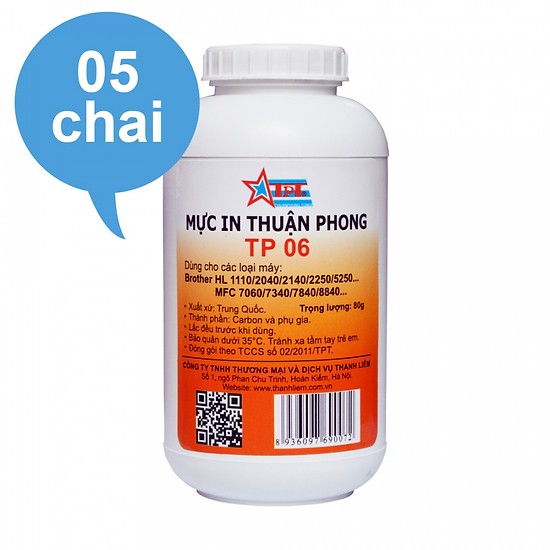 05
chai
TPT
MỰC IN THUẬN PHONG
TP 06
Dùng cho các loại máy:
Brother HL 1110/2040/2140/2250/5250...
MFC 7060/7340/7840/8840...
• Xuất xứ: Trung Quốc. Trọng lượng: 80g
• Thành phần: Carbon và phụ gia.
• Lắc đều trước khi dùng.
• Bảo quản dưới 35°C. Tránh xa tầm tay trẻ em.
• Đóng gói theo TCCS số 02/2011/TPT.
CÔNG TY TNHH THƯƠNG MẠI VÀ DỊCH VỤ THANH LIÊM
Số 1, ngõ Phan Chu Trinh, Hoàn Kiếm, Hà Nội.
Website: www.thanhliem.com.vn
8 936097 690072